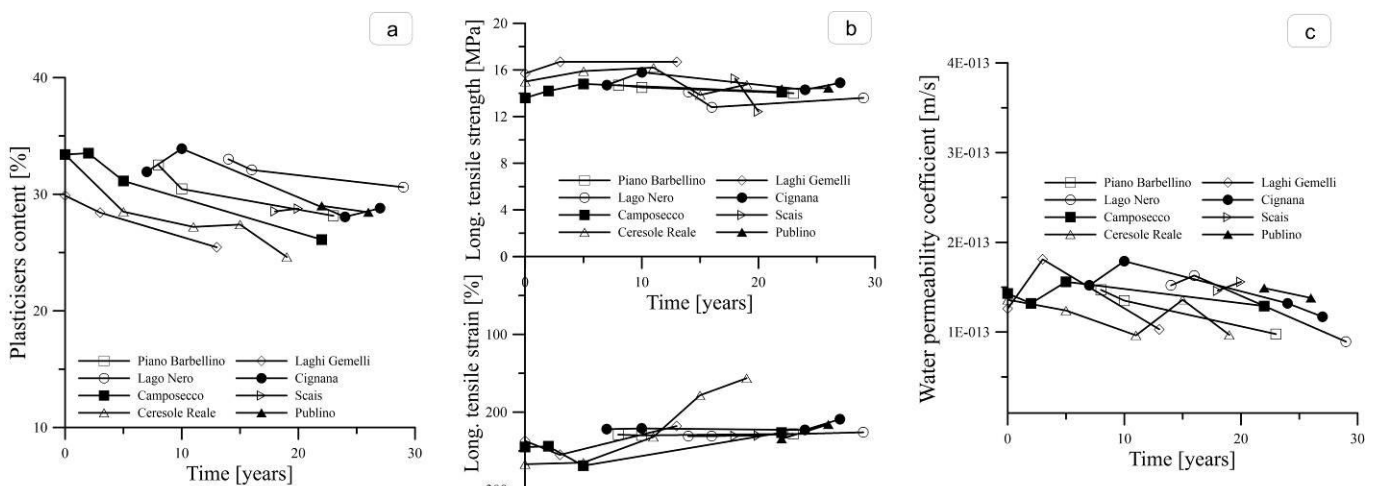 a
Plasticisers content [%]
40
30
20
10
0
10
20
30
Time [years]
Piano Barbellino
Lago Nero
Camposecco
Ceresole Reale
Laghi Gemelli
Cignana
Scais
Publino
b
Long. tensile strength [MPa]
20
16
12
8
4
0
0
10
20
30
Time [years]
Piano Barbellino
Lago Nero
Camposecco
Ceresole Reale
Laghi Gemelli
Cignana
Scais
Publino
Long. tensile strain [%]
100
200
c
Water permeability coefficient [m/s]
4E-013
3E-013
2E-013
1E-013
0
10
20
30
Time [years]
Piano Barbellino
Lago Nero
Camposecco
Ceresole Reale
Laghi Gemelli
Cignana
Scais
Publino